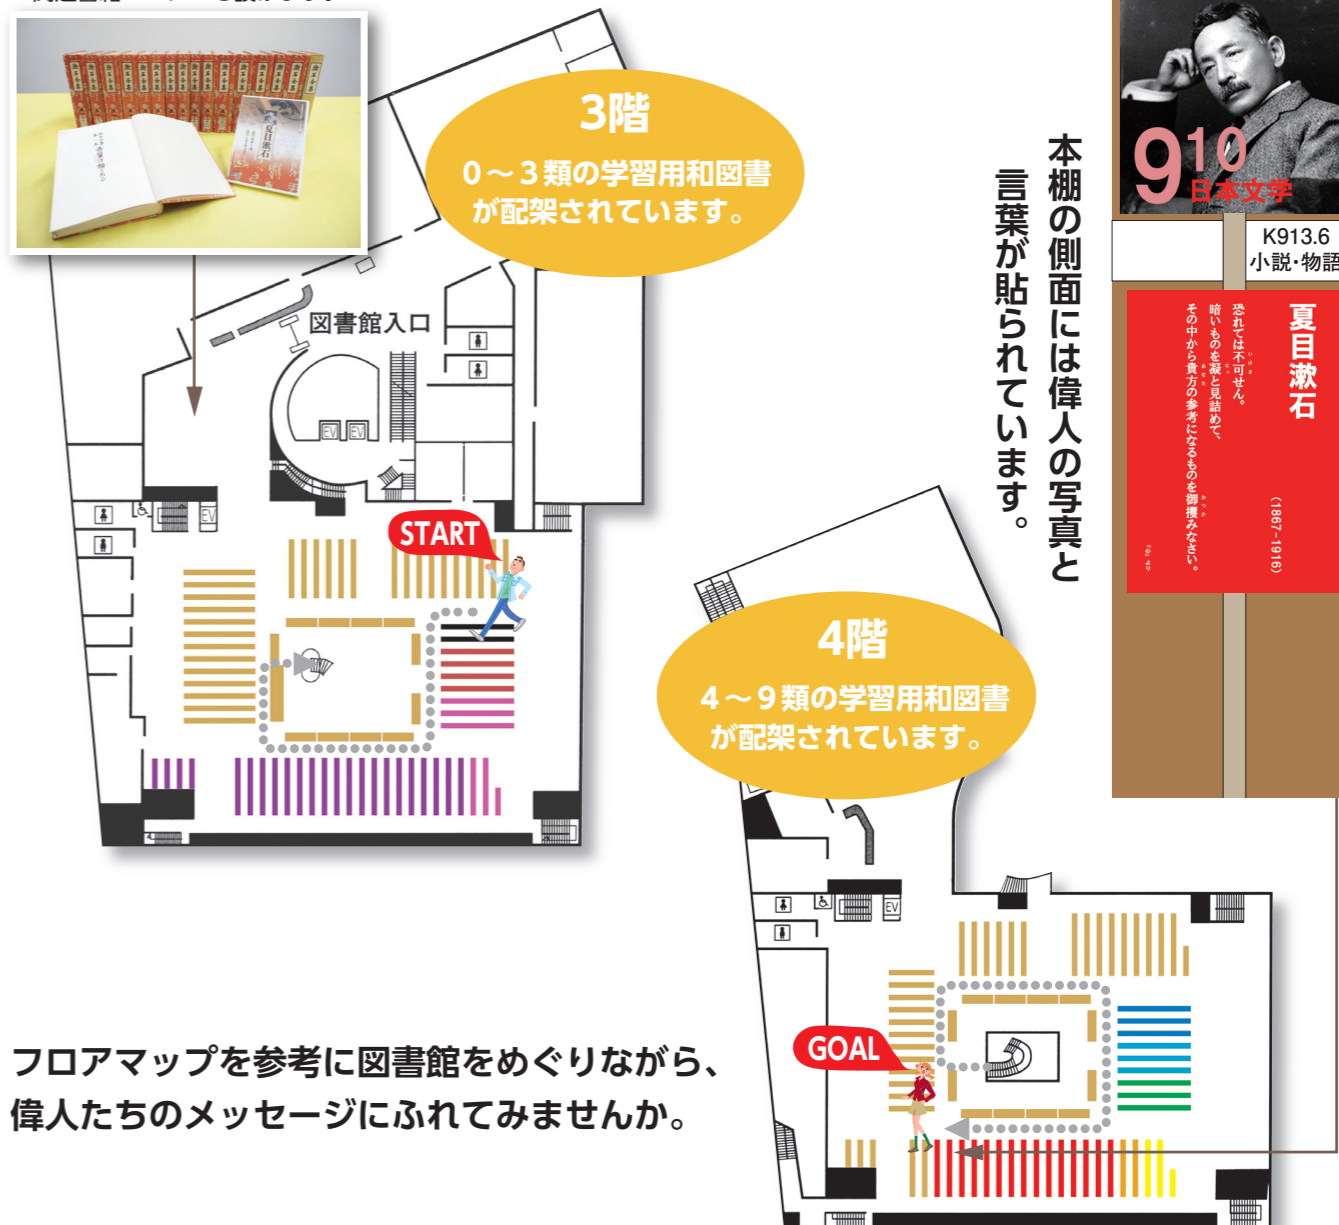 3階
0～3類の学習用和図書
が配架されています。
図書館入口
EV
EV
EV
START
本棚の側面には偉人の写真と
言葉が貼られています。
910
日本文学
K913.6
小説・物語
夏目漱石
(1867-1916)
恐れては不可せん。
暗いものを凝と見詰めて、
その中から貴方の参考になるものを御攫みなさい。
4階
4～9類の学習用和図書
が配架されています。
EV
GOAL
フロアマップを参考に図書館をめぐりながら、
偉人たちのメッセージにふれてみませんか。